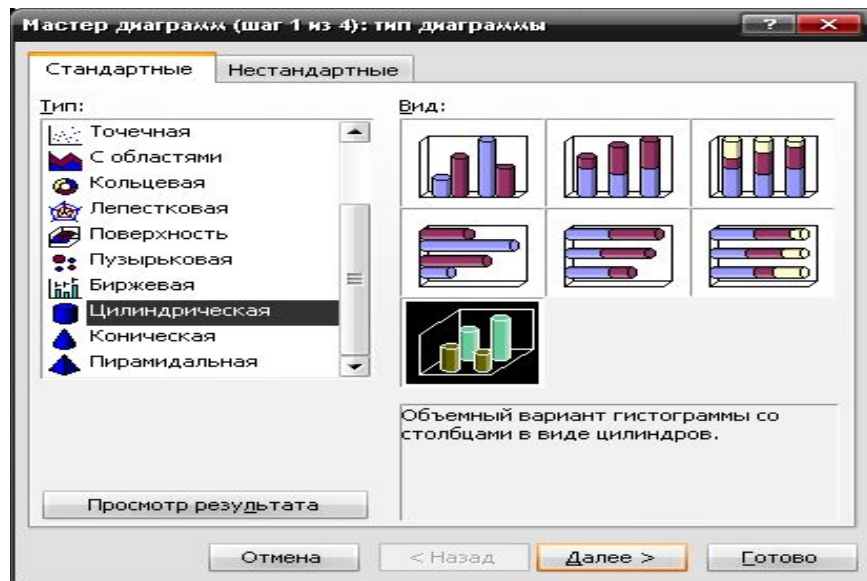 Мастер диаграмм (шаг 1 из 4): тип диаграммы
?
Стандартные
Нестандартные
Тип:
Вид:
Точечная
С областями
Кольцевая
Лепестковая
Поверхность
Пузырьковая
Биржевая
Цилиндрическая
Коническая
Пирамидальная
Объемный вариант гистограммы со
столбцами в виде цилиндров.
Просмотр результата
Отмена
< Назад
Далее >
Готово